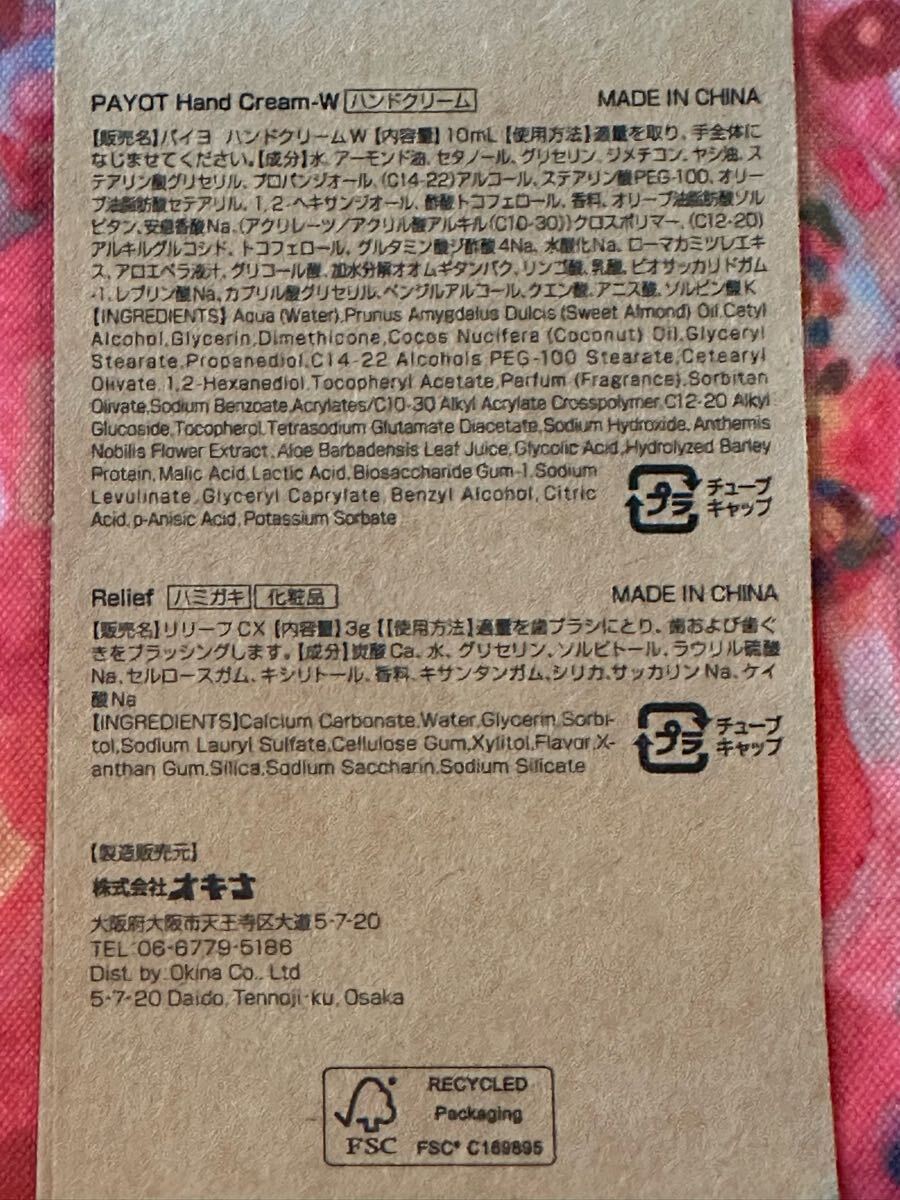 PAYOT Hand Cream-W ハンドクリーム MADE IN CHINA
【販売名】パイヨ ハンドクリームW 【内容量】10mL 【使用方法】適量を取り、手全体に
なじませてください。【成分】水、アーモンド油、セタノール、グリセリン、ジメチコン、ヤシ油、ス
テアリン酸グリセリル、プロパンジオール、(C14-22)アルコール、ステアリン酸PEG-100、オリー
ブ油脂肪酸セテアリル、1,2-ヘキサンジオール、酢酸トコフェロール、香料、オリーブ油脂肪酸ソル
ビタン、安息香酸Na、(アクリレーツ/アクリル酸アルキル(C10-30))クロスポリマー、(C12-20)
アルキルグルコシド、トコフェロール、グルタミン酸ジ酢酸4Na、水酸化Na、ローマカミツレエキ
ス、アロエベラ液汁、グリコール酸、加水分解オオムギタンパク、リンゴ酸、乳酸、ビオサッカリドガム
-1、レブリン酸Na、カプリル酸グリセリル、ベンジルアルコール、クエン酸、アニス酸、ソルビン酸K
【INGREDIENTS】Aqua (Water),Prunus Amygdalus Dulcis (Sweet Almond) Oil,Cetyl
Alcohol,Glycerin,Dimethicone,Cocos Nucifera (Coconut) Oil,Glyceryl
Stearate,Propanediol,C14-22 Alcohols PEG-100 Stearate,Cetearyl
Olivate,1,2-Hexanediol,Tocopheryl Acetate,Parfum (Fragrance),Sorbitan
Olivate,Sodium Benzoate,Acrylates/C10-30 Alkyl Acrylate Crosspolymer,C12-20 Alkyl
Glucoside,Tocopherol,Tetrasodium Glutamate Diacetate,Sodium Hydroxide,Anthemis
Nobilis Flower Extract,Aloe Barbadensis Leaf Juice,Glycolic Acid,Hydrolyzed Barley
Protein,Malic Acid,Lactic Acid,Biosaccharide Gum-1,Sodium
Levulinate,Glyceryl Caprylate,Benzyl Alcohol,Citric
Acid,p-Anisic Acid,Potassium Sorbate
プラ チューブ
キャップ
Relief ハミガキ 化粧品 MADE IN CHINA
【販売名】リリーフCX 【内容量】3g 【【使用方法】適量を歯ブラシにとり、歯および歯ぐ
きをブラッシングします。【成分】炭酸Ca、水、グリセリン、ソルビトール、ラウリル硫酸
Na、セルロースガム、キシリトール、香料、キサンタンガム、シリカ、サッカリンNa、ケイ
酸Na
【INGREDIENTS】Calcium Carbonate,Water,Glycerin,Sorbi-
tol,Sodium Lauryl Sulfate,Cellulose Gum,Xylitol,Flavor,X-
anthan Gum,Silica,Sodium Saccharin,Sodium Silicate
プラ チューブ
キャップ
【製造販売元】
株式会社オキナ
大阪府大阪市天王寺区大道5-7-20
TEL 06-6779-5186
Dist. by. Okina Co., Ltd
5-7-20 Daido, Tennoji-ku, Osaka
RECYCLED
Packaging
FSC FSC® C169895